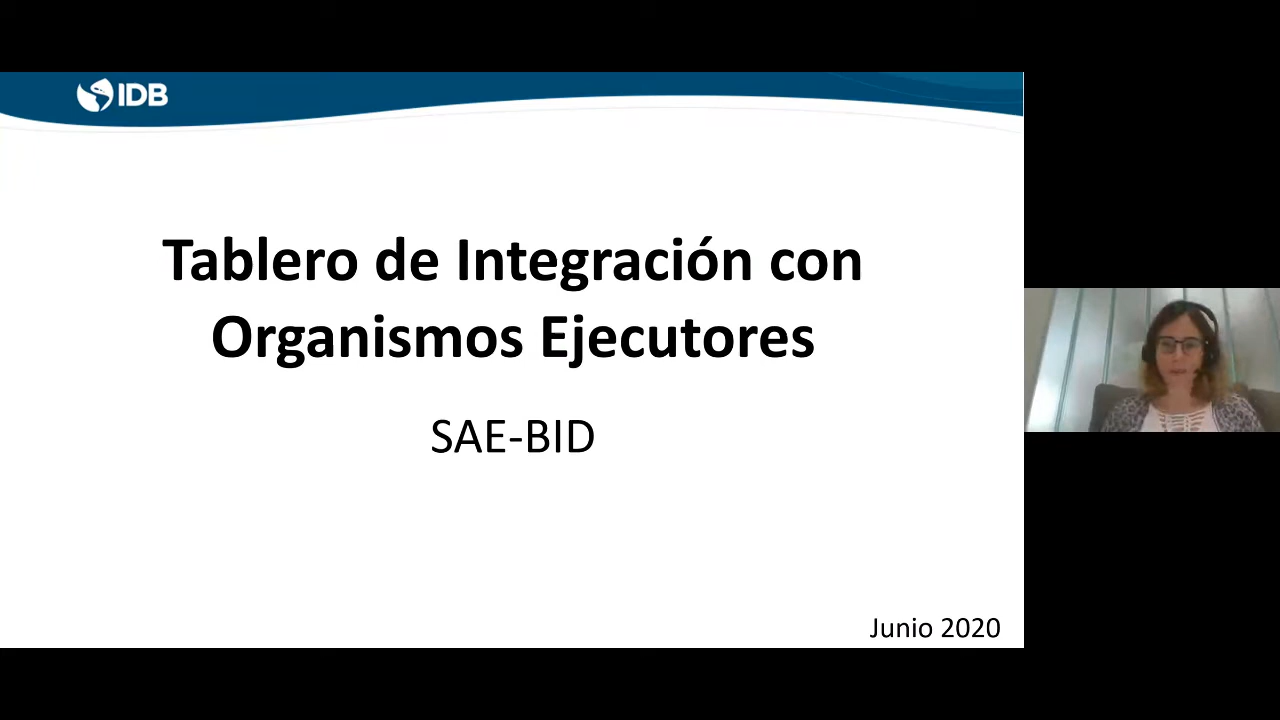 IDB
Tablero de Integración con
Organismos Ejecutores
SAE-BID
Junio 2020